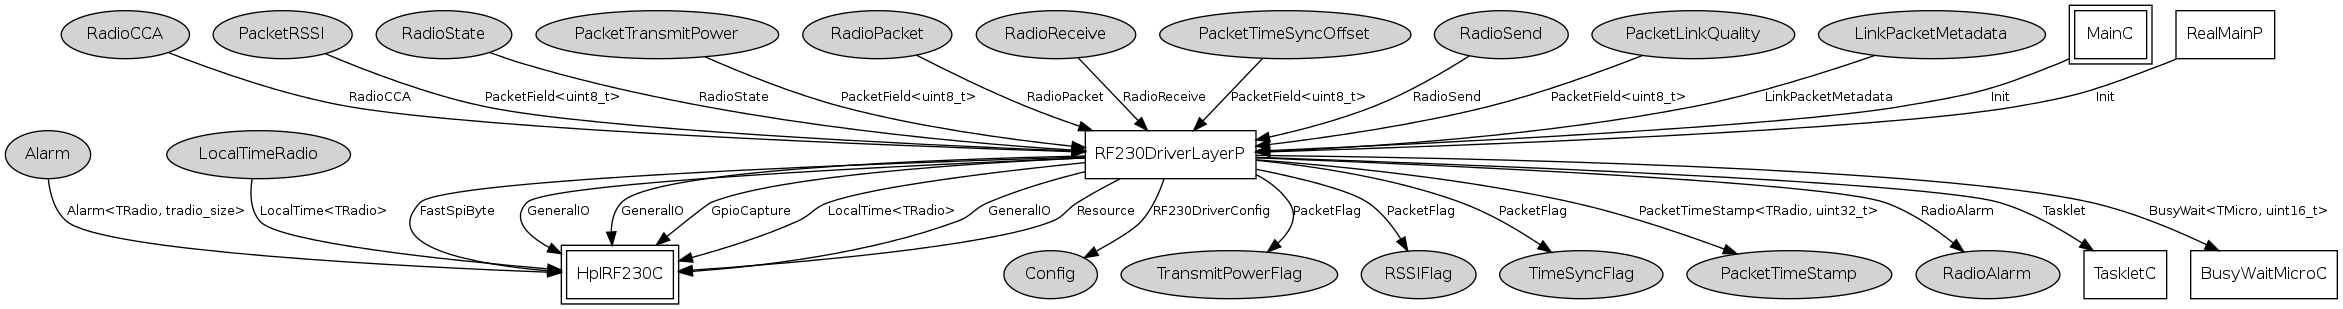 RadioCCA
PacketRSSI
RadioState
PacketTransmitPower
RadioPacket
RadioReceive
PacketTimeSyncOffset
RadioSend
PacketLinkQuality
LinkPacketMetadata
MainC
RealMainP
RadioCCA
PacketField<uint8_t>
RadioState
PacketField<uint8_t>
RadioPacket
RadioReceive
PacketField<uint8_t>
RadioSend
PacketField<uint8_t>
LinkPacketMetadata
Init
Init
Alarm
LocalTimeRadio
RF230DriverLayerP
Alarm<TRadio, tradio_size>
LocalTime<TRadio>
FastSpiByte
GeneralIO
GeneralIO
GpioCapture
LocalTime<TRadio>
GeneralIO
Resource
RF230DriverConfig
PacketFlag
PacketFlag
PacketFlag
PacketTimeStamp<TRadio, uint32_t>
RadioAlarm
Tasklet
BusyWait<TMicro, uint16_t>
HplRF230C
Config
TransmitPowerFlag
RSSIFlag
TimeSyncFlag
PacketTimeStamp
RadioAlarm
TaskletC
BusyWaitMicroC